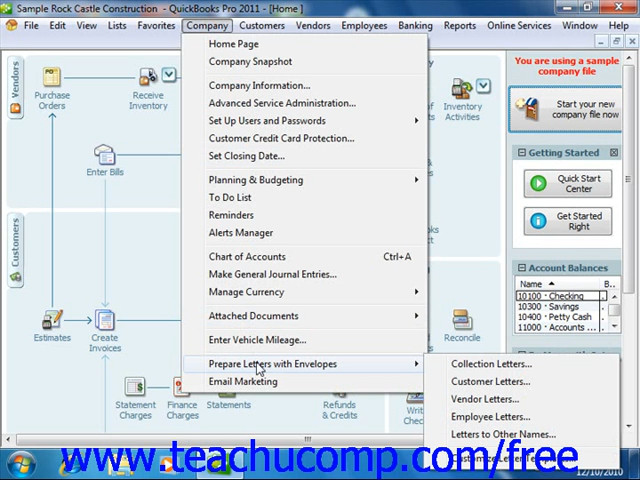 Sample Rock Castle Construction - QuickBooks Pro 2011 - [Home ]
File Edit View Lists Favorites Company Customers Vendors Employees Banking Reports Online Services Window Help
Home Page
Company Snapshot
Company Information...
Advanced Service Administration...
Set Up Users and Passwords
Customer Credit Card Protection...
Set Closing Date...
Planning & Budgeting
To Do List
Reminders
Alerts Manager
Chart of Accounts Ctrl+A
Make General Journal Entries...
Manage Currency
Attached Documents
Enter Vehicle Mileage...
Prepare Letters with Envelopes
Email Marketing
Collection Letters...
Customer Letters...
Vendor Letters...
Employee Letters...
Letters to Other Names...
Vendors
Purchase
Orders
Receive
Inventory
Enter Bills
Customers
Estimates
Create
Invoices
Statement
Charges
Finance
Charges
Statements
Refunds
& Credits
Inventory
Activities
Reconcile
You are using a sample
company file
Start your new
company file now
Getting Started
Quick Start
Center
Get Started
Right
Account Balances
Name B..
10100 · Checking
10300 · Savings
10400 · Petty Cash
11000 · Accounts ...
www.teachucomp.com/free
12/10/2010